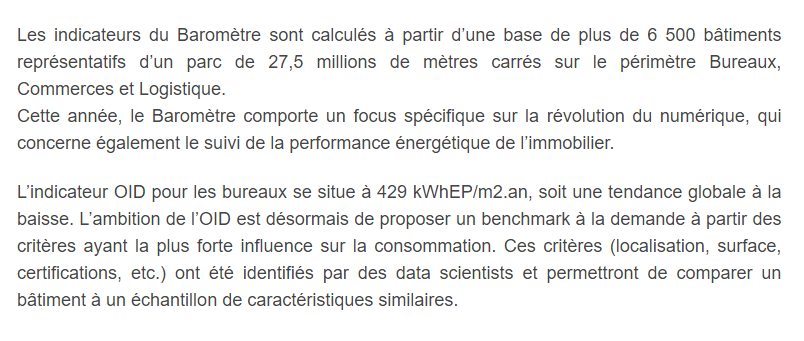 Les indicateurs du Baromètre sont calculés à partir d’une base de plus de 6 500 bâtiments
représentatifs d’un parc de 27,5 millions de mètres carrés sur le périmètre Bureaux,
Commerces et Logistique.
Cette année, le Baromètre comporte un focus spécifique sur la révolution du numérique, qui
concerne également le suivi de la performance énergétique de l’immobilier.
L’indicateur OID pour les bureaux se situe à 429 kWhEP/m2.an, soit une tendance globale à la
baisse. L’ambition de l’OID est désormais de proposer un benchmark à la demande à partir des
critères ayant la plus forte influence sur la consommation. Ces critères (localisation, surface,
certifications, etc.) ont été identifiés par des data scientists et permettront de comparer un
bâtiment à un échantillon de caractéristiques similaires.